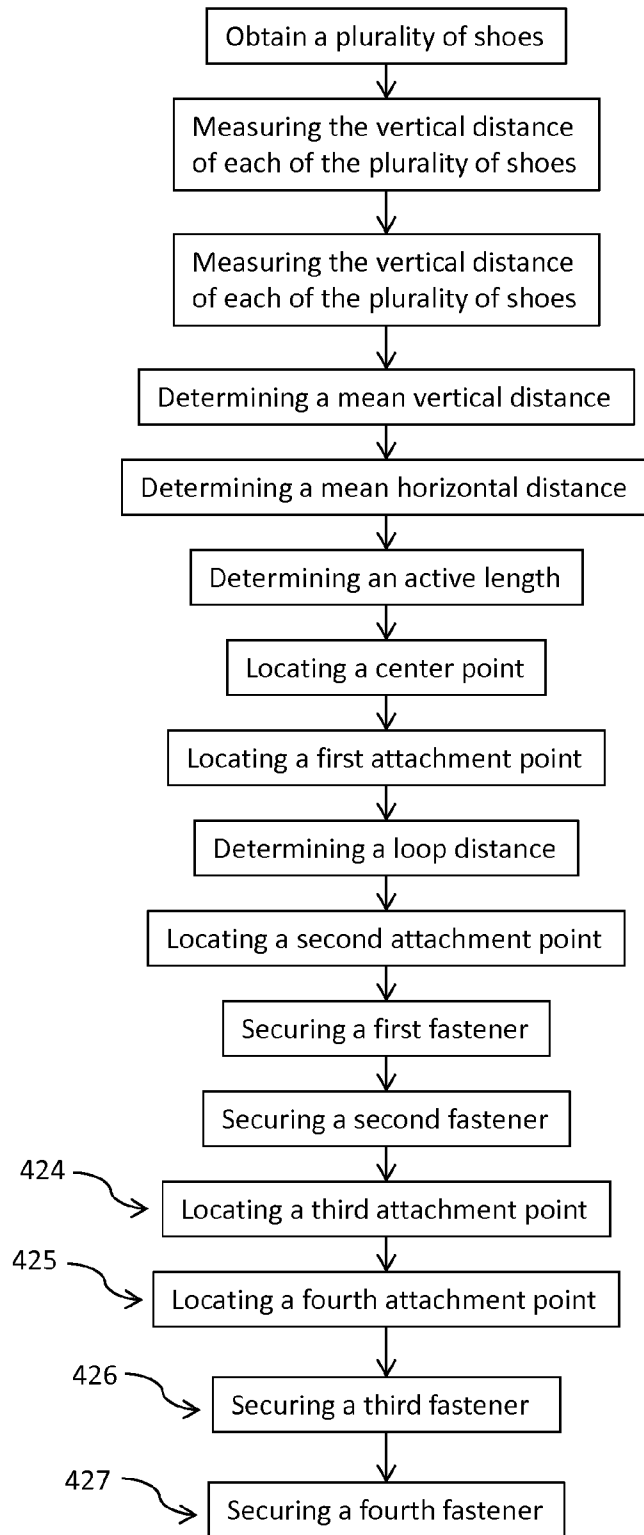 Obtain a plurality of shoes
Measuring the vertical distance
of each of the plurality of shoes
Measuring the vertical distance
of each of the plurality of shoes
Determining a mean vertical distance
Determining a mean horizontal distance
Determining an active length
Locating a center point
Locating a first attachment point
Determining a loop distance
Locating a second attachment point
Securing a first fastener
Securing a second fastener
424
Locating a third attachment point
425
Locating a fourth attachment point
426
Securing a third fastener
427
Securing a fourth fastener